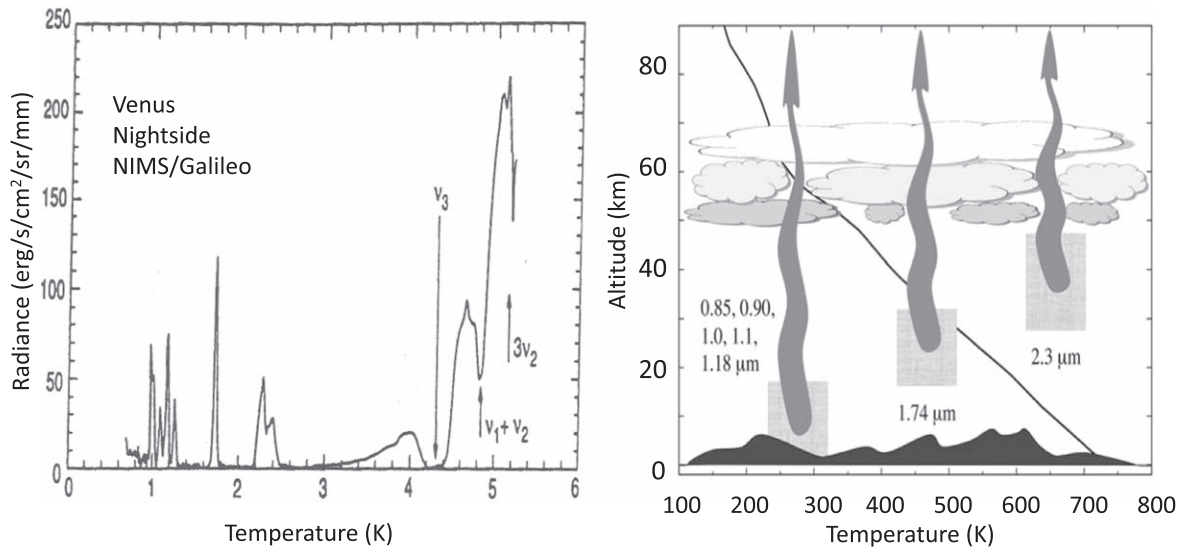 250
200
150
100
50
0
Radiance (erg/s/cm²/sr/mm)
Venus
Nightside
NIMS/Galileo
ν₃
3ν₂
ν₁+ ν₂
0 1 2 3 4 5 6
Temperature (K)
80
60
40
20
0
Altitude (km)
0.85, 0.90,
1.0, 1.1,
1.18 μm
1.74 μm
2.3 μm
100 200 300 400 500 600 700 800
Temperature (K)